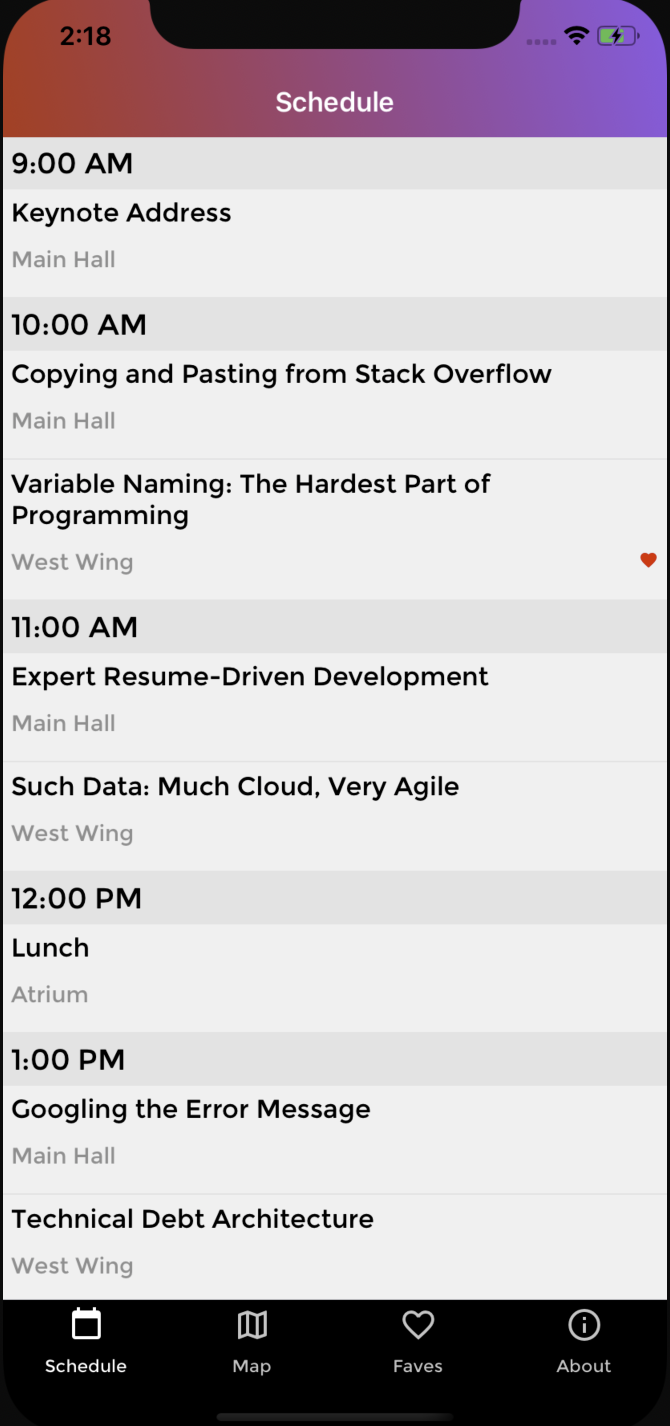 2:18
Schedule
9:00 AM
Keynote Address
Main Hall
10:00 AM
Copying and Pasting from Stack Overflow
Main Hall
Variable Naming: The Hardest Part of
Programming
West Wing
11:00 AM
Expert Resume-Driven Development
Main Hall
Such Data: Much Cloud, Very Agile
West Wing
12:00 PM
Lunch
Atrium
1:00 PM
Googling the Error Message
Main Hall
Technical Debt Architecture
West Wing
Schedule Map Faves About